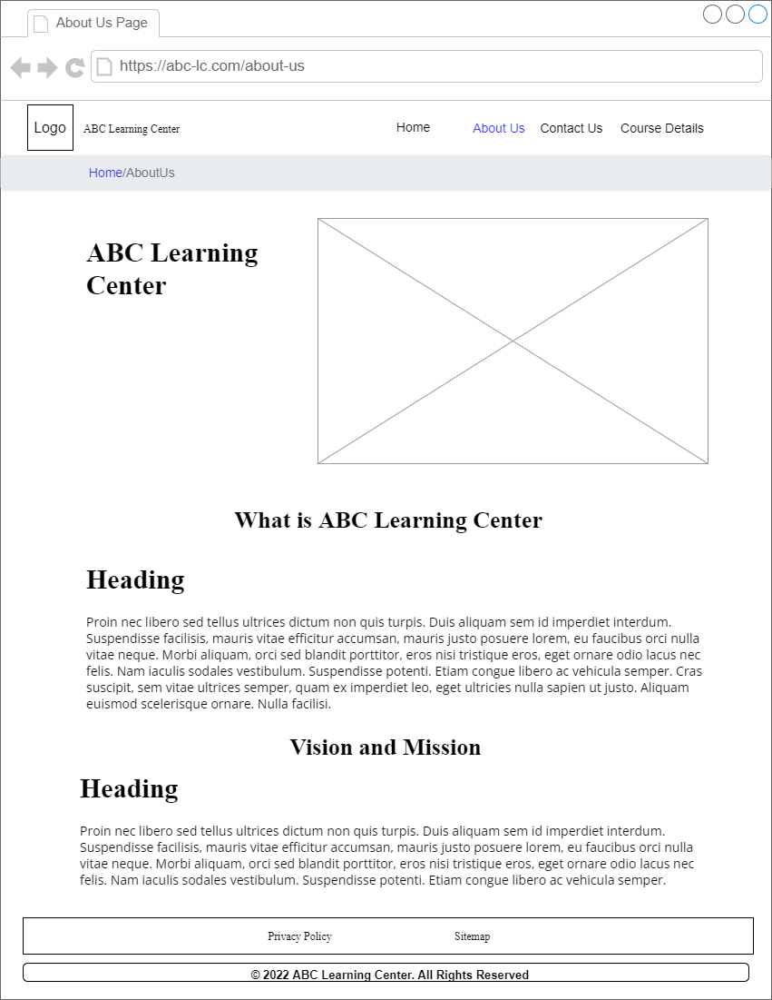 About Us Page
https://abc-lc.com/about-us
Logo
ABC Learning Center
Home
About Us
Contact Us
Course Details
Home/AboutUs
ABC Learning
Center
What is ABC Learning Center
Heading
Proin nec libero sed tellus ultrices dictum non quis turpis. Duis aliquam sem id imperdiet interdum.
Suspendisse facilisis, mauris vitae efficitur accumsan, mauris justo posuere lorem, eu faucibus orci nulla
vitae neque. Morbi aliquam, orci sed blandit porttitor, eros nisi tristique eros, eget ornare odio lacus nec
felis. Nam iaculis sodales vestibulum. Suspendisse potenti. Etiam congue libero ac vehicula semper. Cras
suscipit, sem vitae ultrices semper, quam ex imperdiet leo, eget ultricies nulla sapien ut justo. Aliquam
euismod scelerisque ornare. Nulla facilisi.
Vision and Mission
Heading
Proin nec libero sed tellus ultrices dictum non quis turpis. Duis aliquam sem id imperdiet interdum.
Suspendisse facilisis, mauris vitae efficitur accumsan, mauris justo posuere lorem, eu faucibus orci nulla
vitae neque. Morbi aliquam, orci sed blandit porttitor, eros nisi tristique eros, eget ornare odio lacus nec
felis. Nam iaculis sodales vestibulum. Suspendisse potenti. Etiam congue libero ac vehicula semper.
Privacy Policy
Sitemap
© 2022 ABC Learning Center. All Rights Reserved